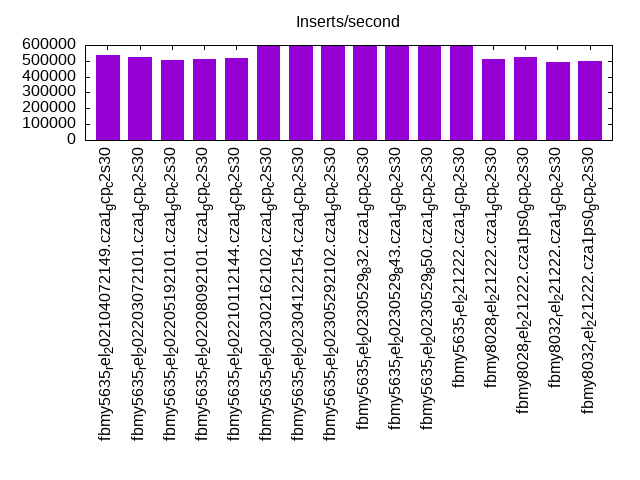 Inserts/second
600000
500000
400000
300000
200000
100000
0
fbmy5635_rel_202104072149.cza1_gcp_c2s30
fbmy5635_rel_202203072101.cza1_gcp_c2s30
fbmy5635_rel_202205192101.cza1_gcp_c2s30
fbmy5635_rel_202208092101.cza1_gcp_c2s30
fbmy5635_rel_202210112144.cza1_gcp_c2s30
fbmy5635_rel_202302162102.cza1_gcp_c2s30
fbmy5635_rel_202304122154.cza1_gcp_c2s30
fbmy5635_rel_202305292102.cza1_gcp_c2s30
fbmy5635_rel_20230529_832.cza1_gcp_c2s30
fbmy5635_rel_20230529_843.cza1_gcp_c2s30
fbmy5635_rel_20230529_850.cza1_gcp_c2s30
fbmy5635_rel_221222.cza1_gcp_c2s30
fbmy8028_rel_221222.cza1_gcp_c2s30
fbmy8028_rel_221222.cza1ps0_gcp_c2s30
fbmy8032_rel_221222.cza1_gcp_c2s30
fbmy8032_rel_221222.cza1ps0_gcp_c2s30